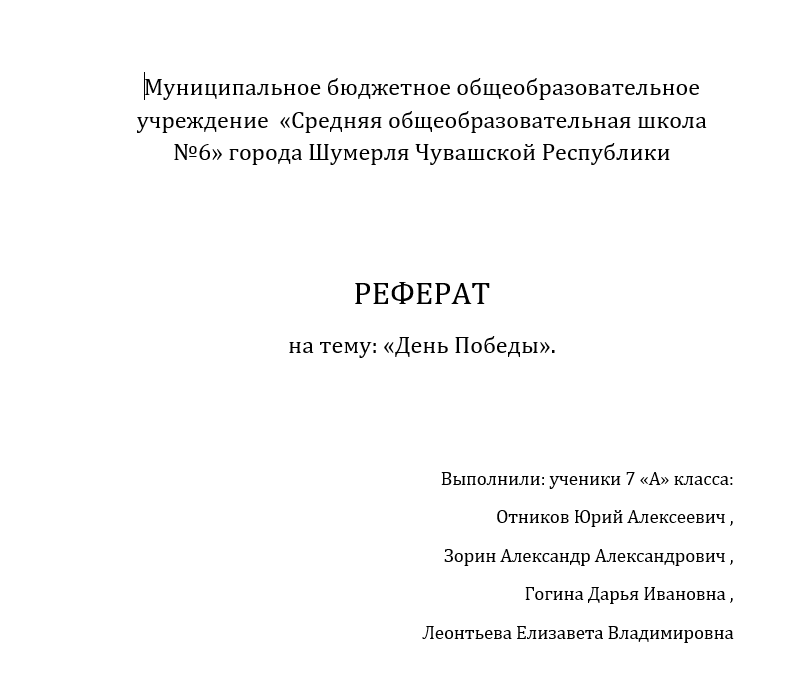 Муниципальное бюджетное общеобразовательное
учреждение  «Средняя общеобразовательная школа
№6» города Шумерля Чувашской Республики
РЕФЕРАТ
на тему: «День Победы».
Выполнили: ученики 7 «А» класса:
Отников Юрий Алексеевич ,
Зорин Александр Александрович ,
Гогина Дарья Ивановна ,
Леонтьева Елизавета Владимировна